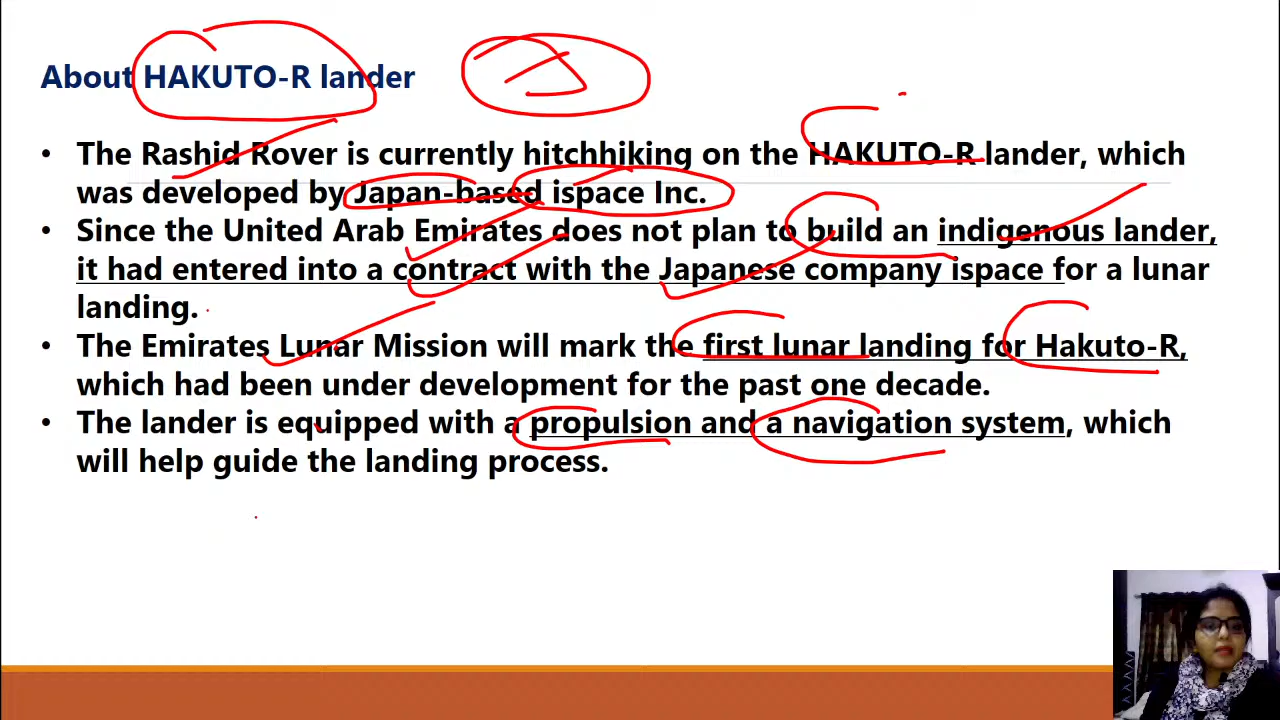 About HAKUTO-R lander
• The Rashid Rover is currently hitchhiking on the HAKUTO-R lander, which
was developed by Japan-based ispace Inc.
• Since the United Arab Emirates does not plan to build an indigenous lander,
it had entered into a contract with the Japanese company ispace for a lunar
landing.
• The Emirates Lunar Mission will mark the first lunar landing for Hakuto-R,
which had been under development for the past one decade.
• The lander is equipped with a propulsion and a navigation system, which
will help guide the landing process.